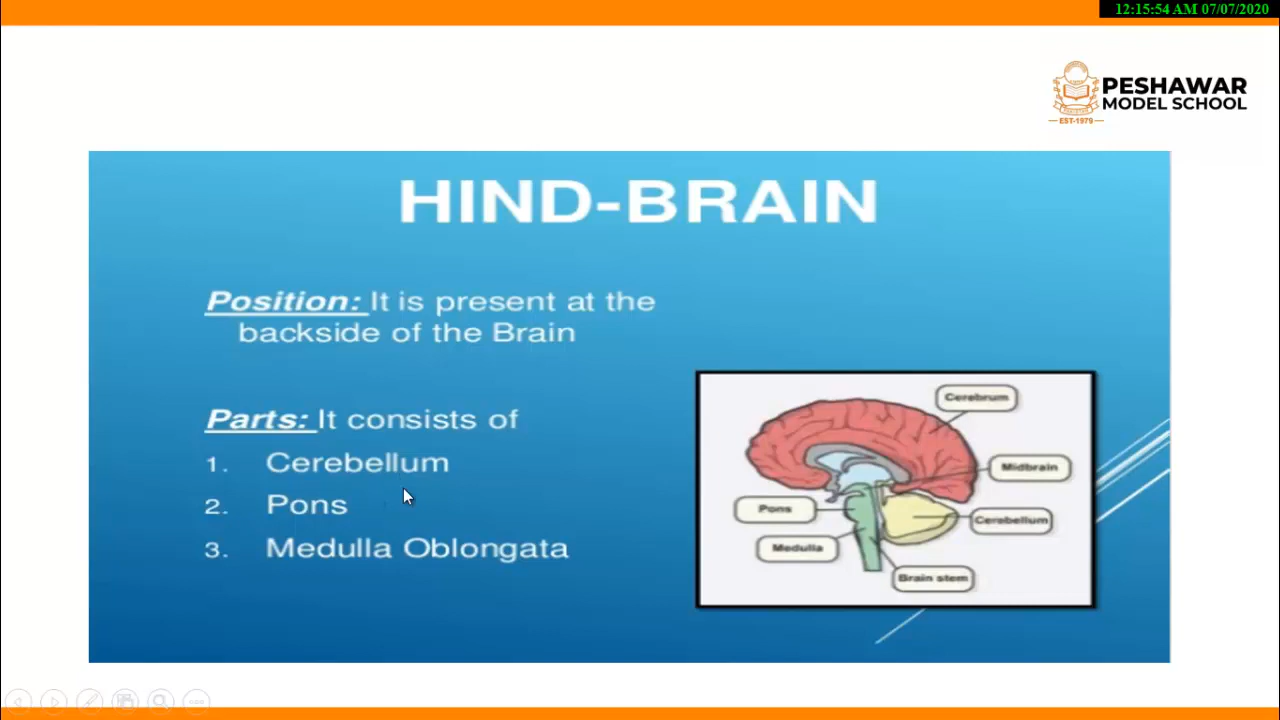 12:15:54 AM 07/07/2020
PESHAWAR
MODEL SCHOOL
EST-1979
HIND-BRAIN
Position: It is present at the
backside of the Brain
Parts: It consists of
1. Cerebellum
2. Pons
3. Medulla Oblongata
Cerebrum
Midbrain
Pons
Cerebellum
Medulla
Brain stem